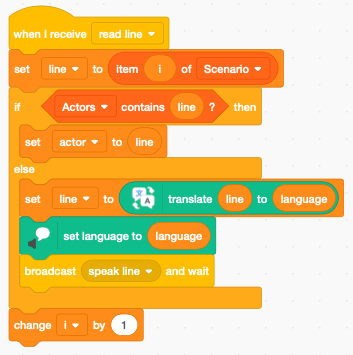 when I receive read line
set line to item i of Scenario
if Actors contains line ? then
set actor to line
else
set line to translate line to language
set language to language
broadcast speak line and wait
change i by 1